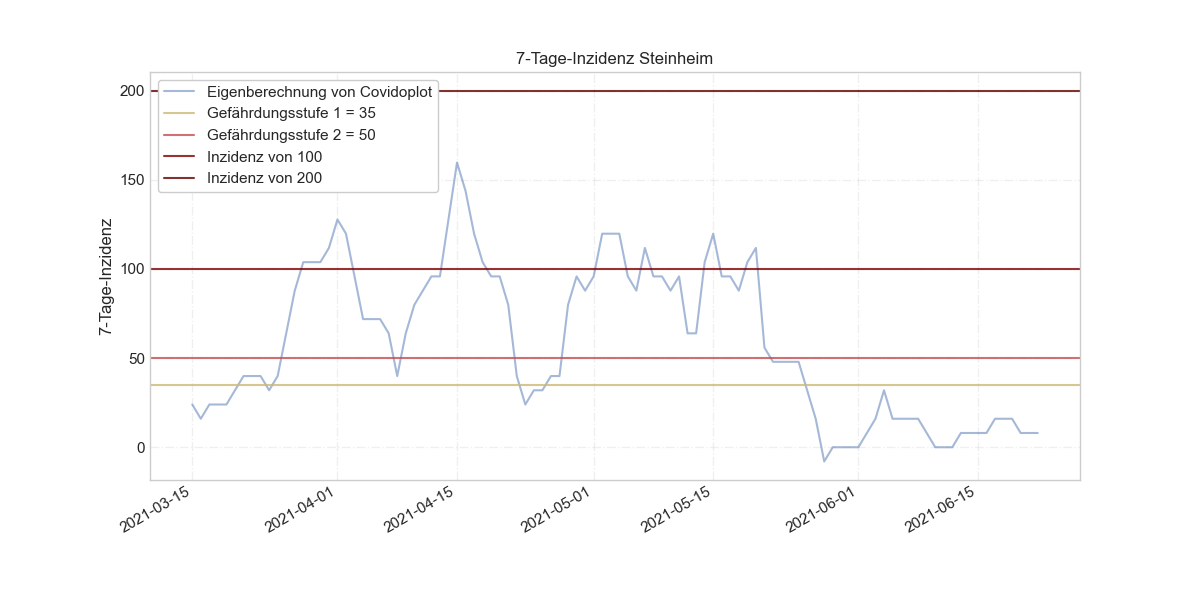 7-Tage-Inzidenz Steinheim
Eigenberechnung von Covidoplot
Gefährdungsstufe 1 = 35
Gefährdungsstufe 2 = 50
Inzidenz von 100
Inzidenz von 200
7-Tage-Inzidenz
200
150
100
50
0
2021-03-15
2021-04-01
2021-04-15
2021-05-01
2021-05-15
2021-06-01
2021-06-15